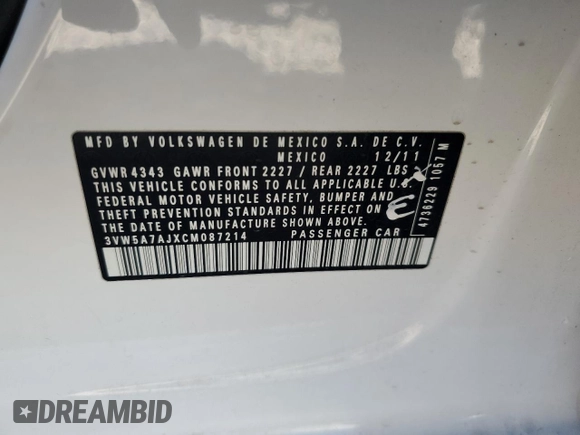 MFD BY VOLKSWAGEN DE MEXICO S.A. DE C.V.
MEXICO 12/11
GVWR 4343 GAWR FRONT 2227 / REAR 2227 LBS
THIS VEHICLE CONFORMS TO ALL APPLICABLE U.S.
FEDERAL MOTOR VEHICLE SAFETY, BUMPER AND
THEFT PREVENTION STANDARDS IN EFFECT ON
THE DATE OF MANUFACTURE SHOWN ABOVE.
3VW5A7AJXCM087214 PASSENGER CAR
4736229 1057 M
DREAMBID